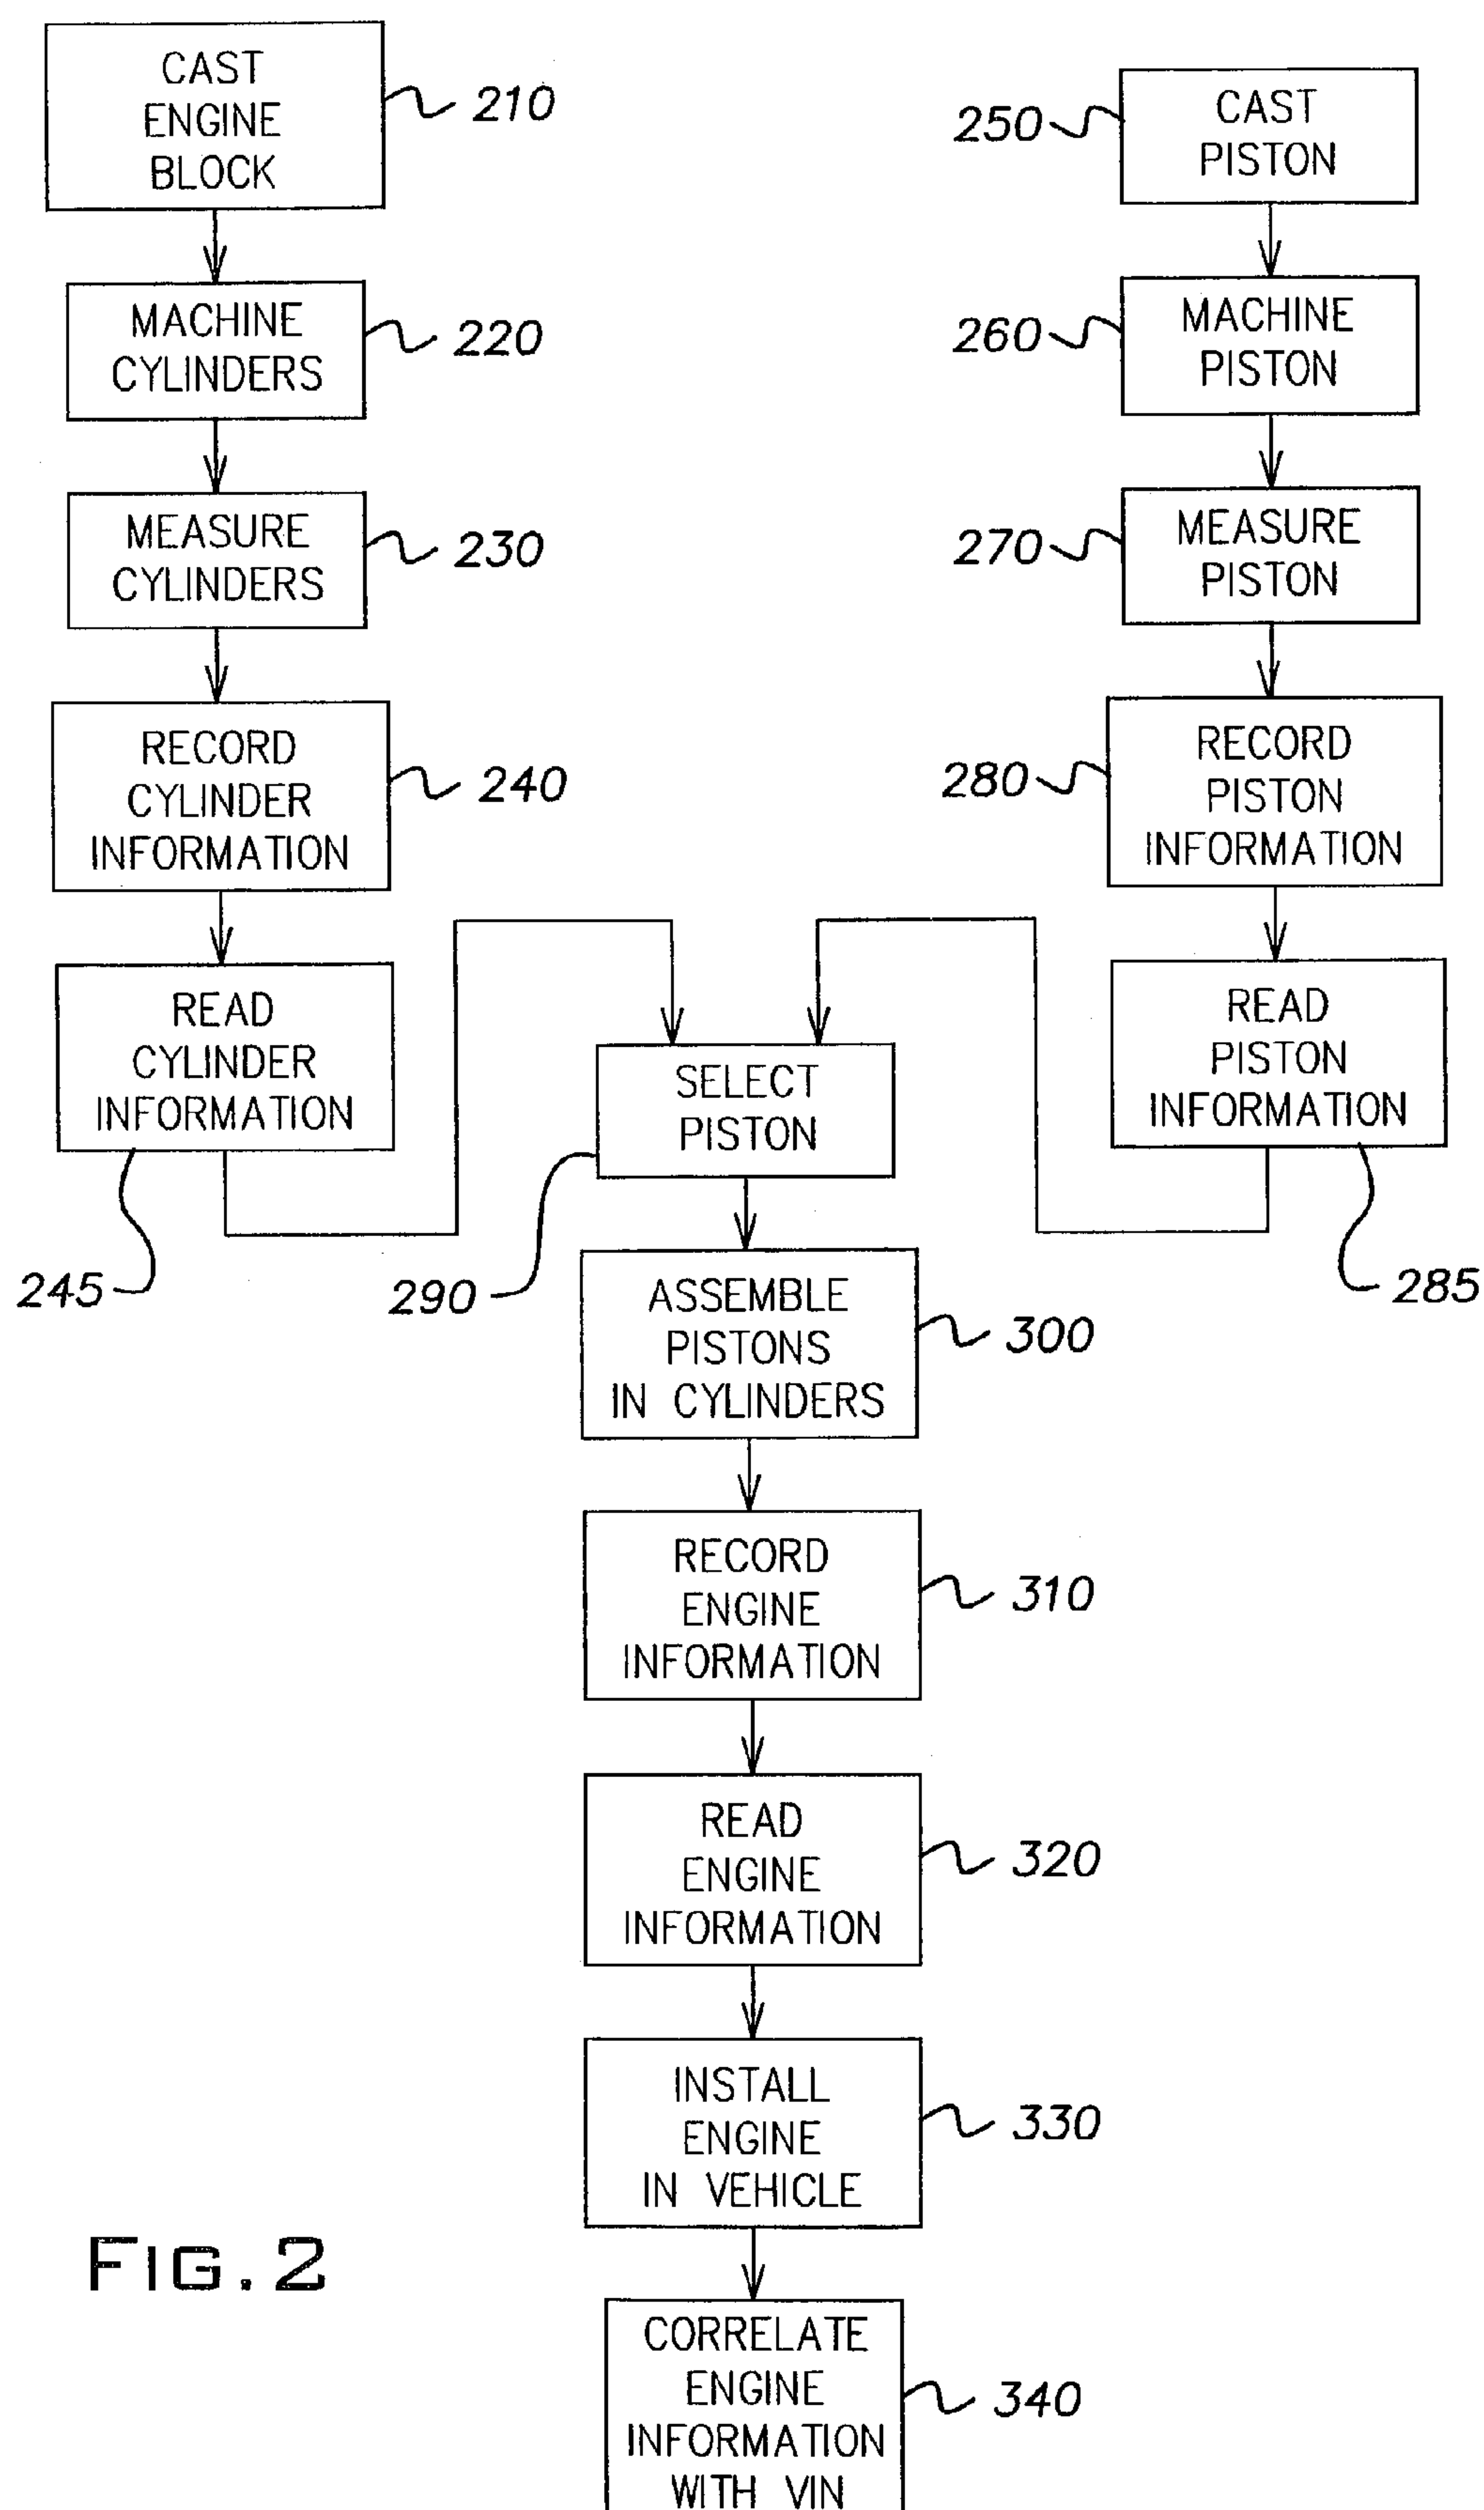 CAST
ENGINE
BLOCK
210
MACHINE
CYLINDERS
220
MEASURE
CYLINDERS
230
RECORD
CYLINDER
INFORMATION
240
READ
CYLINDER
INFORMATION
245
250
CAST
PISTON
260
MACHINE
PISTON
270
MEASURE
PISTON
280
RECORD
PISTON
INFORMATION
READ
PISTON
INFORMATION
285
SELECT
PISTON
290
ASSEMBLE
PISTONS
IN CYLINDERS
300
RECORD
ENGINE
INFORMATION
310
READ
ENGINE
INFORMATION
320
INSTALL
ENGINE
IN VEHICLE
330
CORRELATE
ENGINE
INFORMATION
WITH VIN
340
FIG. 2